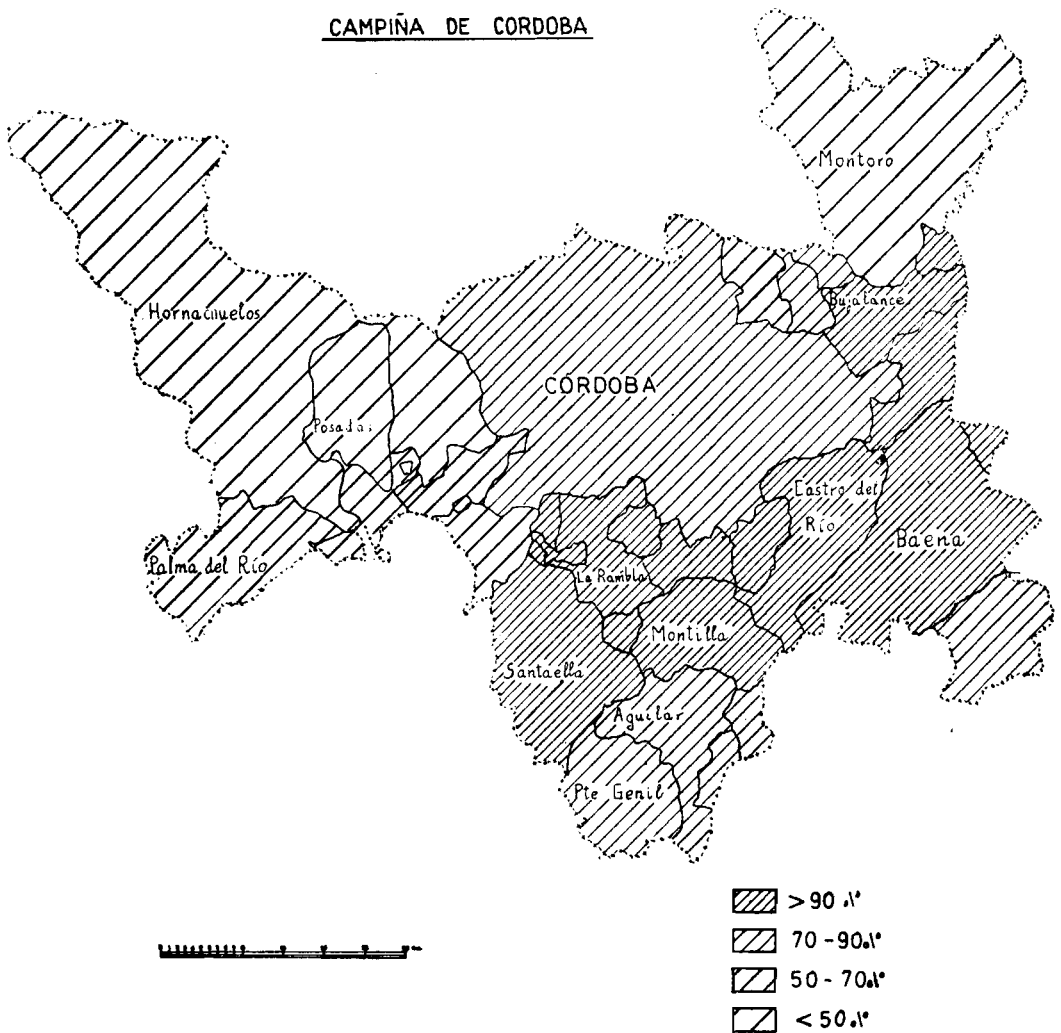 CAMPIÑA DE CORDOBA
Montoro
Hornachuelos
Bujalance
CÓRDOBA
Posadas
Castro del
Río
Baena
Palma del Río
La Rambla
Montilla
Santaella
Aguilar
Pte Genil
> 90 %
70 - 90 %
50 - 70 %
< 50 %